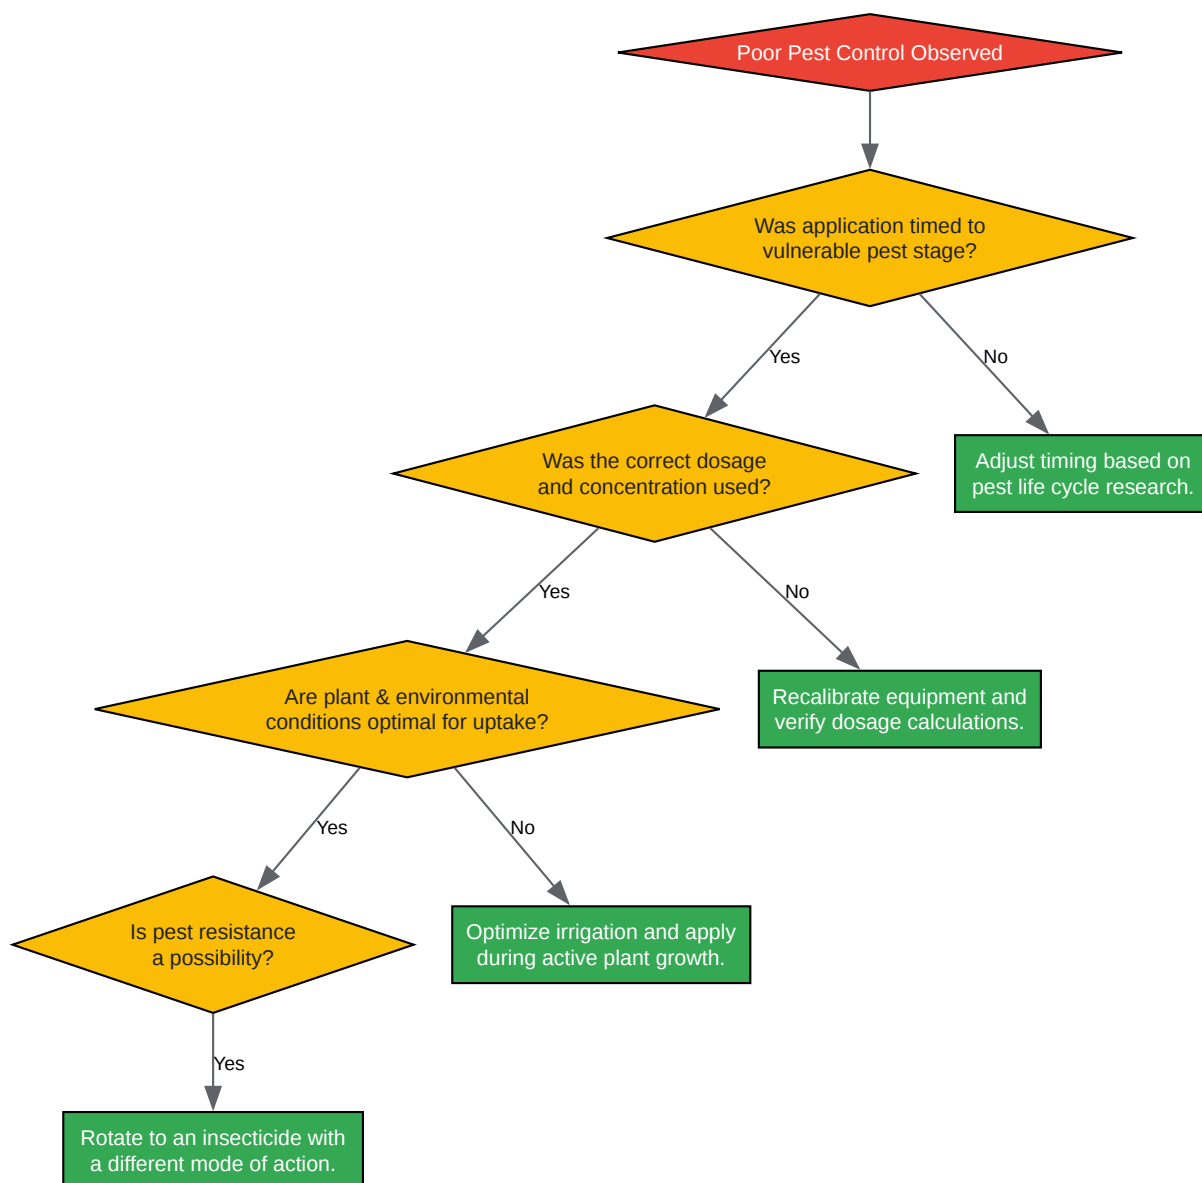 Poor Pest Control Observed
Was application timed to
vulnerable pest stage?
Yes
No
Was the correct dosage
and concentration used?
Adjust timing based on
pest life cycle research.
Yes
No
Are plant & environmental
conditions optimal for uptake?
Recalibrate equipment and
verify dosage calculations.
Yes
No
Is pest resistance
a possibility?
Optimize irrigation and apply
during active plant growth.
Yes
Rotate to an insecticide with
a different mode of action.